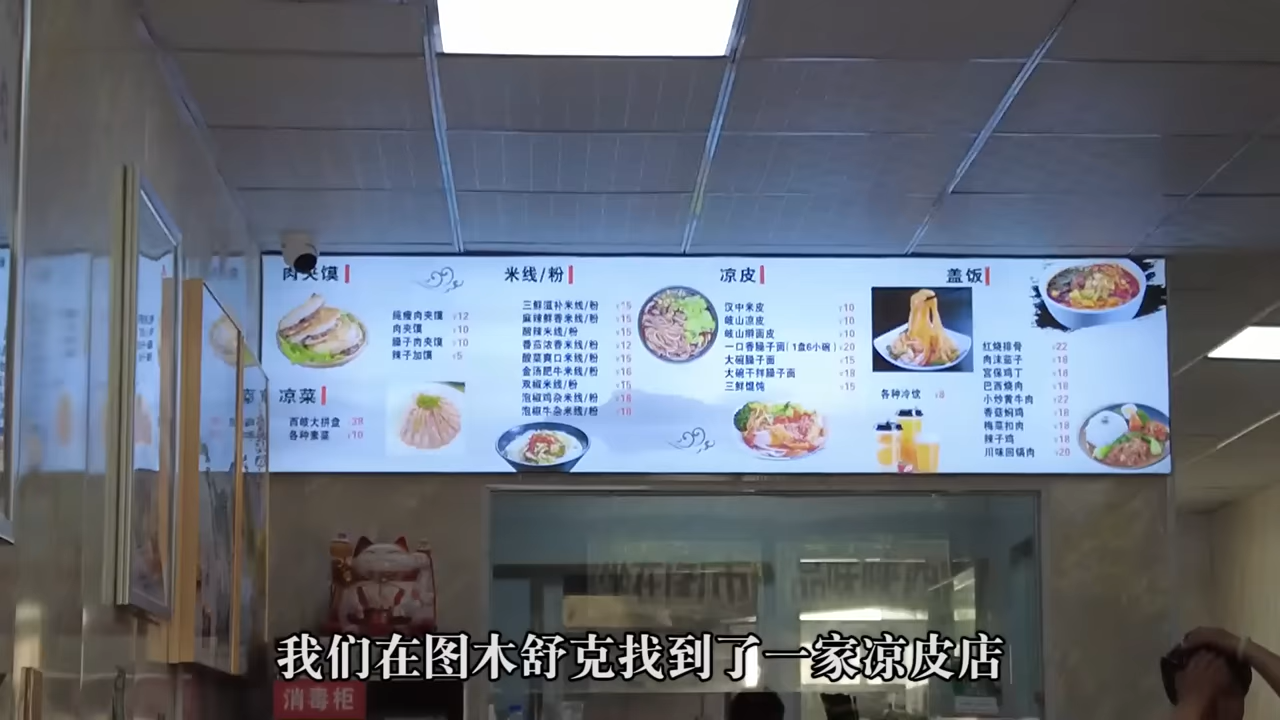 肉夹馍
纯瘦肉夹馍 ¥12
肉夹馍 ¥10
臊子肉夹馍 ¥10
辣子加馍 ¥5
凉菜
西岐大拼盘 38
各种素菜 ¥10
米线/粉
三鲜滋补米线/粉 ¥15
麻辣鲜香米线/粉 ¥15
酸辣米线/粉 ¥15
番茄浓香米线/粉 ¥12
酸菜爽口米线/粉 ¥15
金汤肥牛米线/粉 ¥16
双椒米线/粉 ¥15
泡椒鸡杂米线/粉 ¥18
泡椒牛杂米线/粉 ¥18
凉皮
汉中米皮 ¥10
岐山凉皮 ¥10
岐山擀面皮 ¥10
一口香臊子面(1盘6小碗) ¥20
大碗臊子面 ¥15
大碗干拌臊子面 ¥18
三鲜馄饨 ¥15
盖饭
各种冷饮 ¥8
红烧排骨 ¥22
肉沫茄子 ¥18
宫保鸡丁 ¥18
巴西烧肉 ¥18
小炒黄牛肉 ¥22
香菇焖鸡 ¥18
梅菜扣肉 ¥18
辣子鸡 ¥18
川味回锅肉 ¥20
我们在图木舒克找到了一家凉皮店
消毒柜